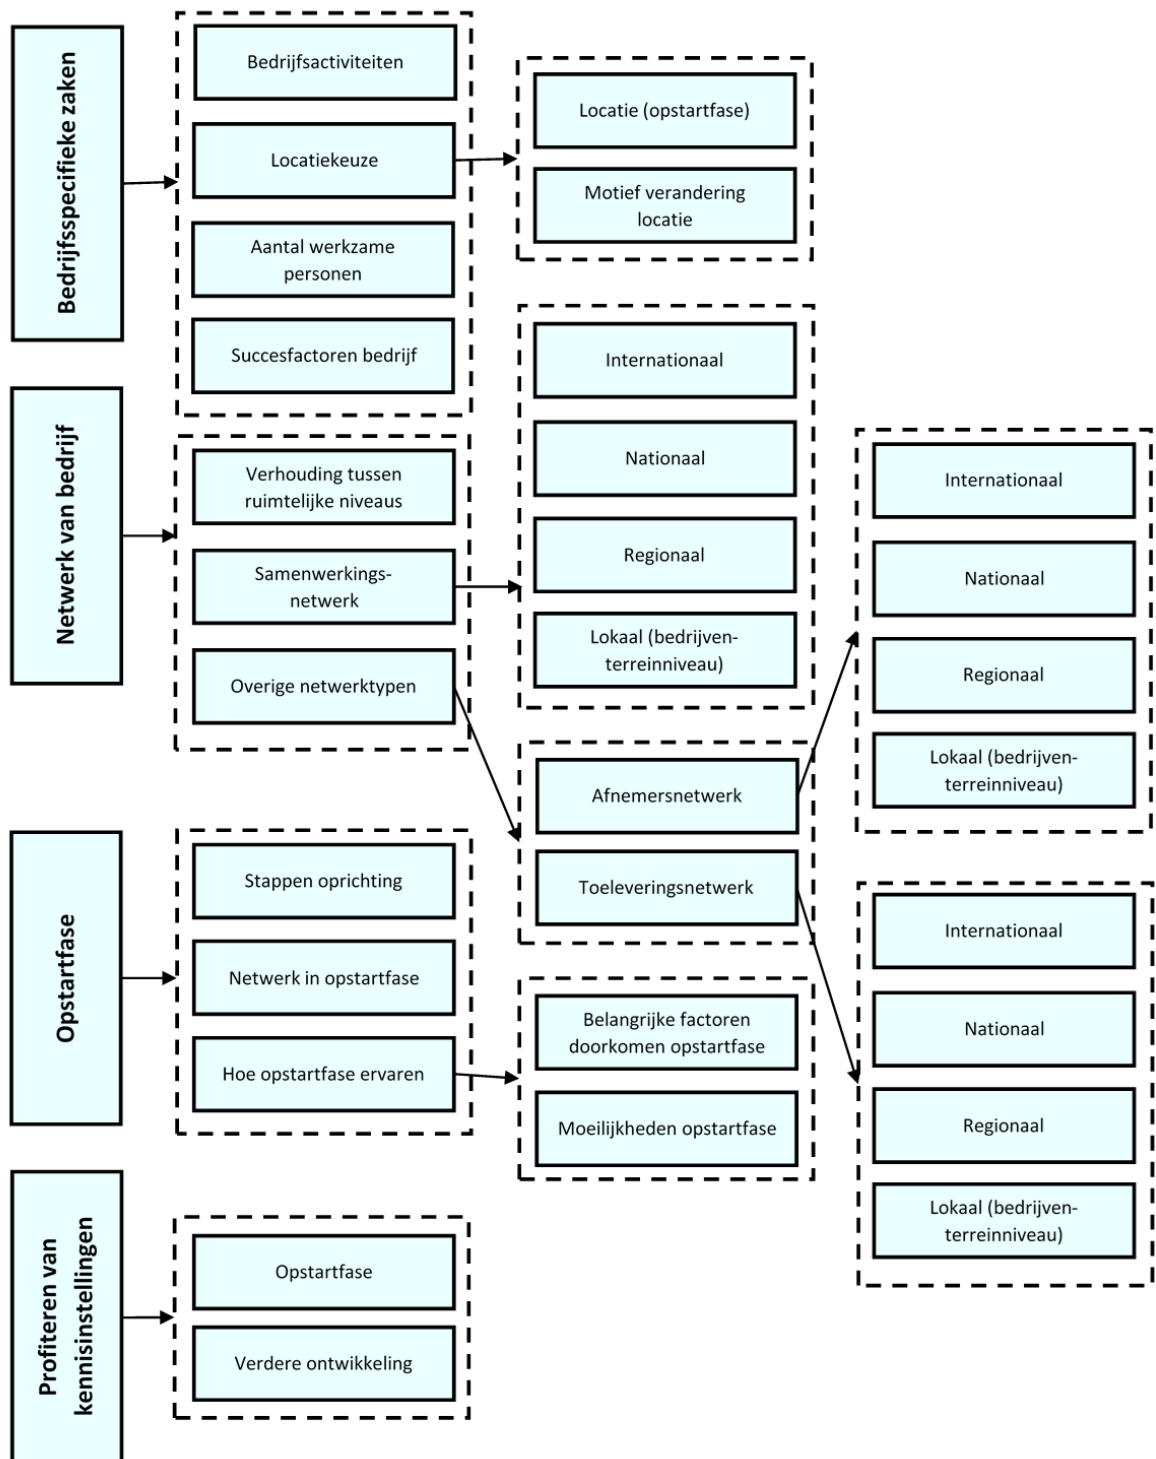 Bedrijfsspecifieke zaken
Bedrijfsactiviteiten
Locatiekeuze
Aantal werkzame
personen
Succesfactoren bedrijf
Locatie (opstartfase)
Motief verandering
locatie
Netwerk van bedrijf
Verhouding tussen
ruimtelijke niveaus
Samenwerkings-
netwerk
Overige netwerktypen
Internationaal
Nationaal
Regionaal
Lokaal (bedrijven-
terreinniveau)
Afnemersnetwerk
Toeleveringsnetwerk
Internationaal
Nationaal
Regionaal
Lokaal (bedrijven-
terreinniveau)
Internationaal
Nationaal
Regionaal
Lokaal (bedrijven-
terreinniveau)
Opstartfase
Stappen oprichting
Netwerk in opstartfase
Hoe opstartfase ervaren
Belangrijke factoren
doorkomen opstartfase
Moeilijkheden opstartfase
Profiteren van
kennisinstellingen
Opstartfase
Verdere ontwikkeling